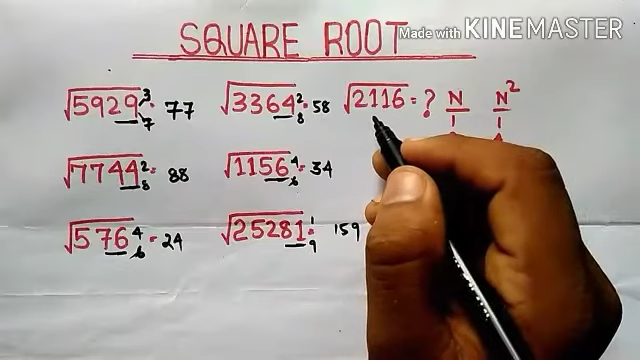 SQUARE ROOT
Made with KINEMASTER
√5929 = 3 7 77
√3364 = 2 8 58
√2116 = ? N N²
√7744 = 2 8 88
√1156 = 4 6 34
√576 = 4 6 24
√25281 = 1 9 159